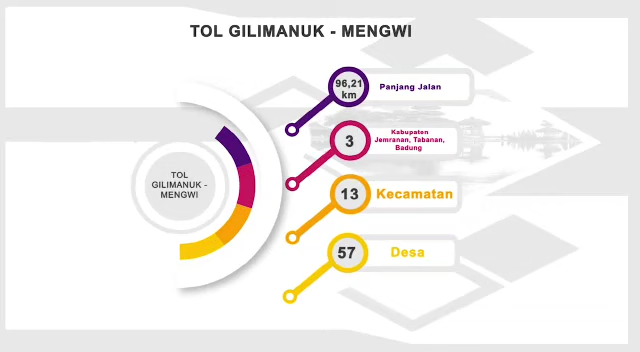 TOL GILIMANUK - MENGWI
96,21
km
Panjang Jalan
3
Kabupaten
Jemranan, Tabanan,
Badung
TOL
GILIMANUK -
MENGWI
13
Kecamatan
57
Desa